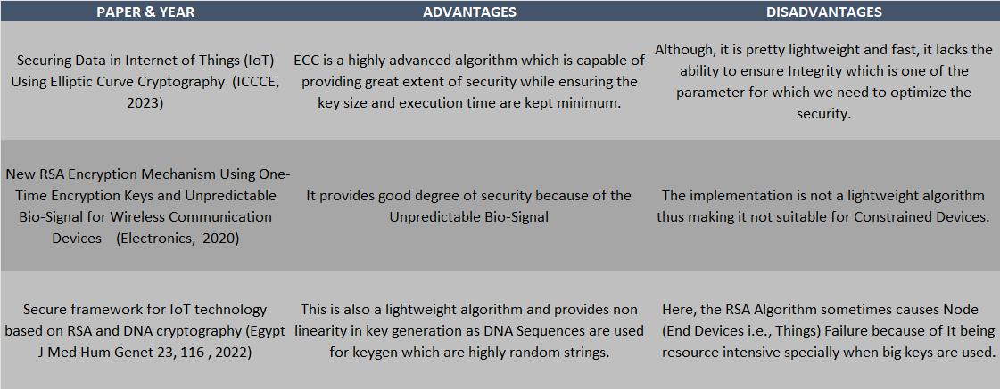 PAPER & YEAR
ADVANTAGES
DISADVANTAGES
Securing Data in Internet of Things (IoT)
Using Elliptic Curve Cryptography (ICCCE,
2023)
ECC is a highly advanced algorithm which is capable of
providing great extent of security while ensuring the
key size and execution time are kept minimum.
Although, it is pretty lightweight and fast, it lacks the
ability to ensure Integrity which is one of the
parameter for which we need to optimize the
security.
New RSA Encryption Mechanism Using One-
Time Encryption Keys and Unpredictable
Bio-Signal for Wireless Communication
Devices (Electronics, 2020)
It provides good degree of security because of the
Unpredictable Bio-Signal
The implementation is not a lightweight algorithm
thus making it not suitable for Constrained Devices.
Secure framework for IoT technology
based on RSA and DNA cryptography (Egypt
J Med Hum Genet 23, 116 , 2022)
This is also a lightweight algorithm and provides non
linearity in key generation as DNA Sequences are used
for keygen which are highly random strings.
Here, the RSA Algorithm sometimes causes Node
(End Devices i.e., Things) Failure because of It being
resource intensive specially when big keys are used.